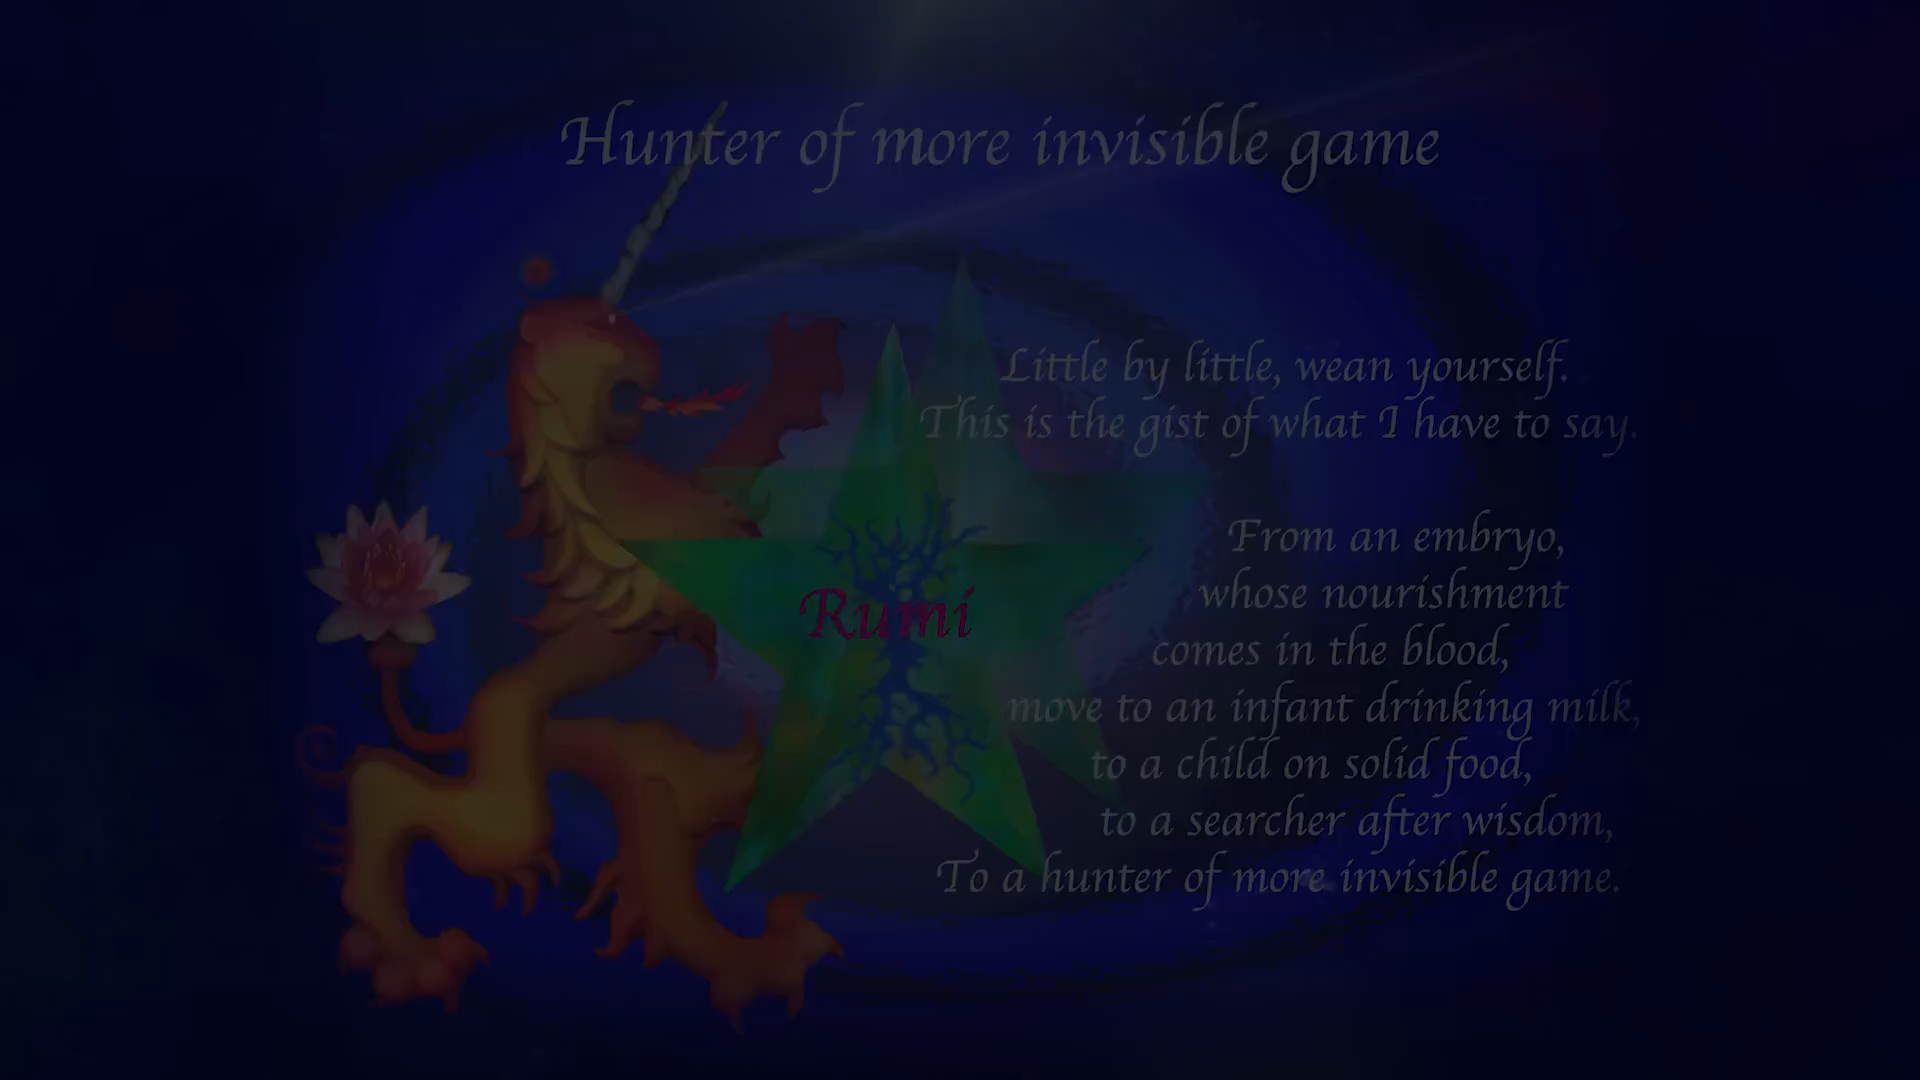 Hunter of more invisible game
Little by little, wean yourself.
This is the gist of what I have to say.
From an embryo,
whose nourishment
comes in the blood,
move to an infant drinking milk,
to a child on solid food,
to a searcher after wisdom,
To a hunter of more invisible game.
Rumi